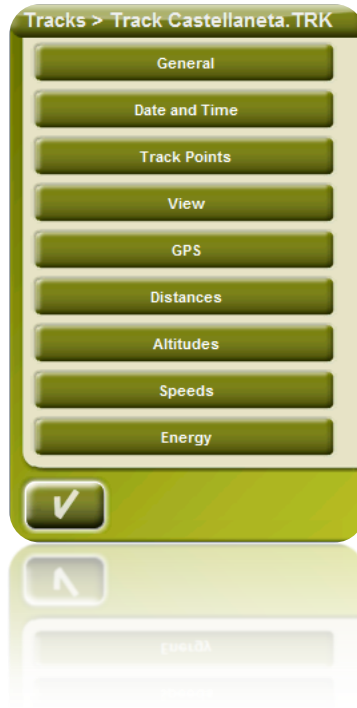 Tracks > Track Castellaneta.TRK
General
Date and Time
Track Points
View
GPS
Distances
Altitudes
Speeds
Energy